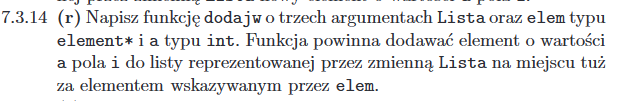 7.3.14 (r) Napisz funkcję dodajw o trzech argumentach Lista oraz elem typu
element* i a typu int. Funkcja powinna dodawać element o wartości
a pola i do listy reprezentowanej przez zmienną Lista na miejscu tuż
za elementem wskazywanym przez elem.